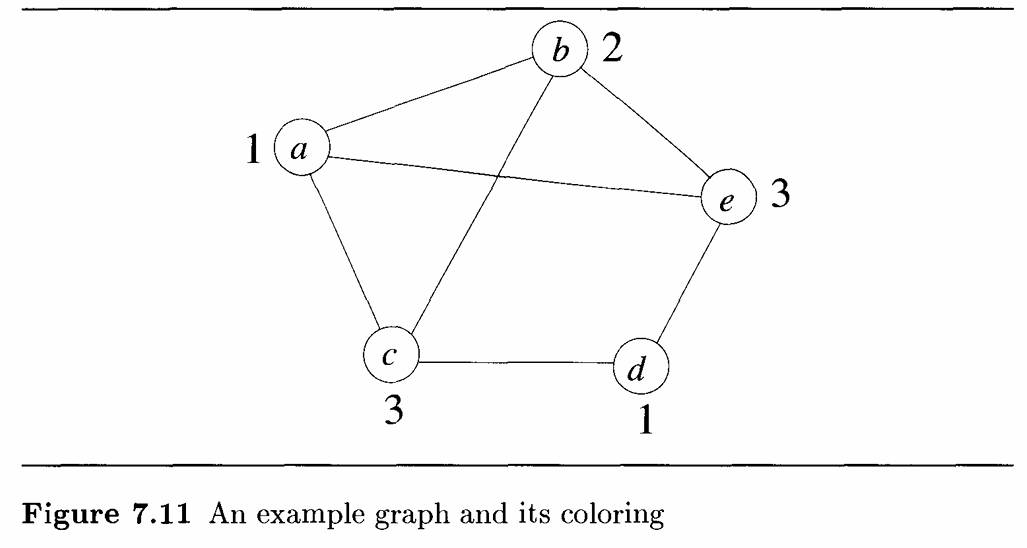 b 2
1 a
e 3
c
d
3
1
Figure 7.11 An example graph and its coloring